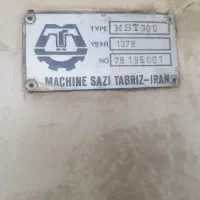 TYPE MST300
YEAR 1378
NO 78 185001
MACHINE SAZI TABRIZ-IRAN